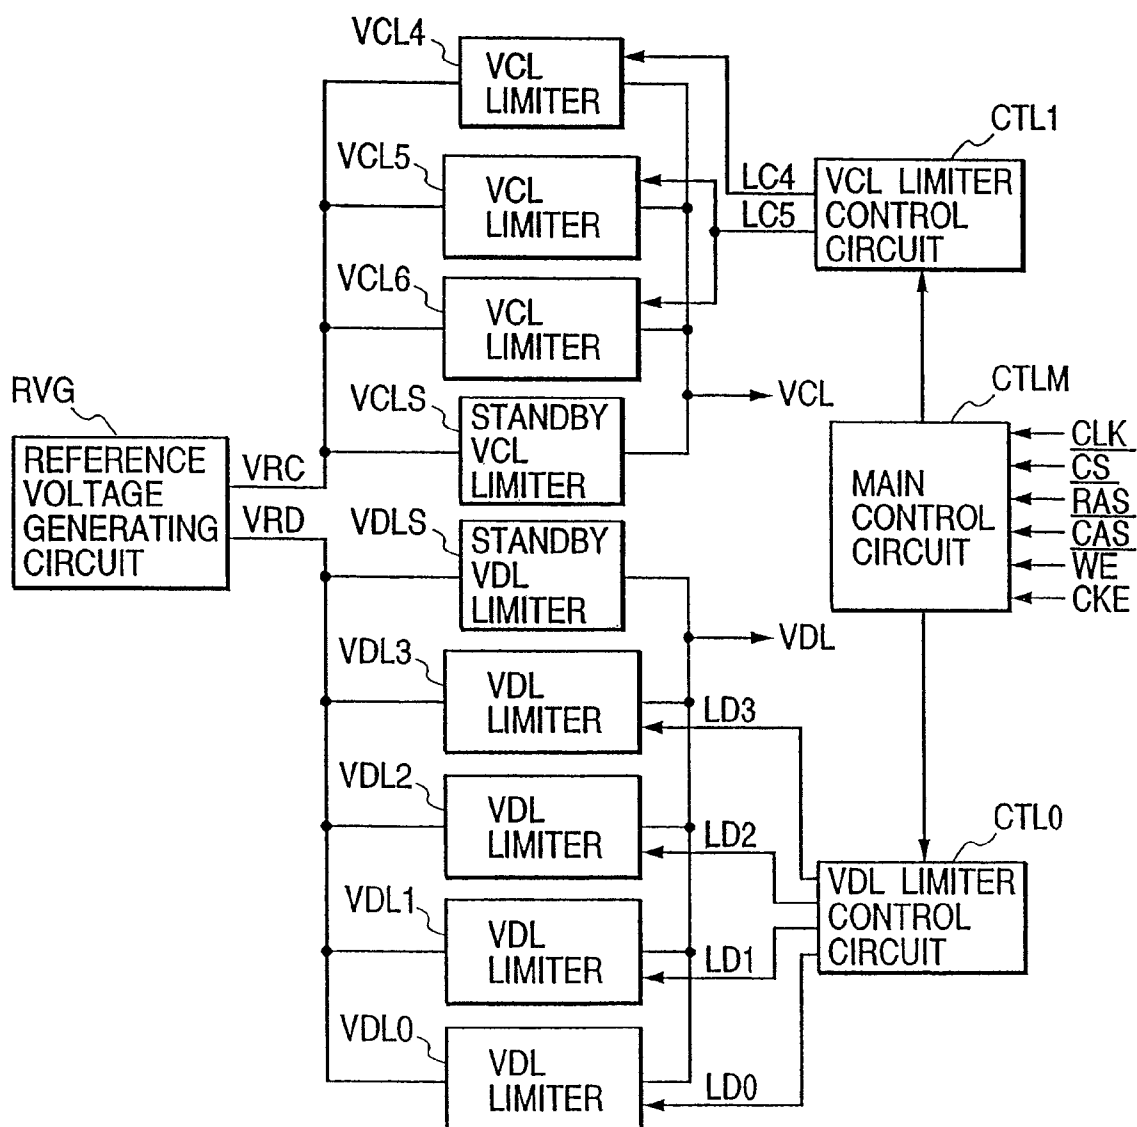 VCL4
VCL
LIMITER
VCL5
VCL
LIMITER
VCL6
VCL
LIMITER
VCLS
STANDBY
VCL
LIMITER
VCL
LC4
LC5
CTL1
VCL LIMITER
CONTROL
CIRCUIT
RVG
REFERENCE
VOLTAGE
GENERATING
CIRCUIT
VRC
VRD
CTLM
MAIN
CONTROL
CIRCUIT
CLK
CS
RAS
CAS
WE
CKE
VDLS
STANDBY
VDL
LIMITER
VDL
VDL3
VDL
LIMITER
LD3
VDL2
VDL
LIMITER
LD2
VDL1
VDL
LIMITER
LD1
VDL0
VDL
LIMITER
LD0
CTL0
VDL LIMITER
CONTROL
CIRCUIT